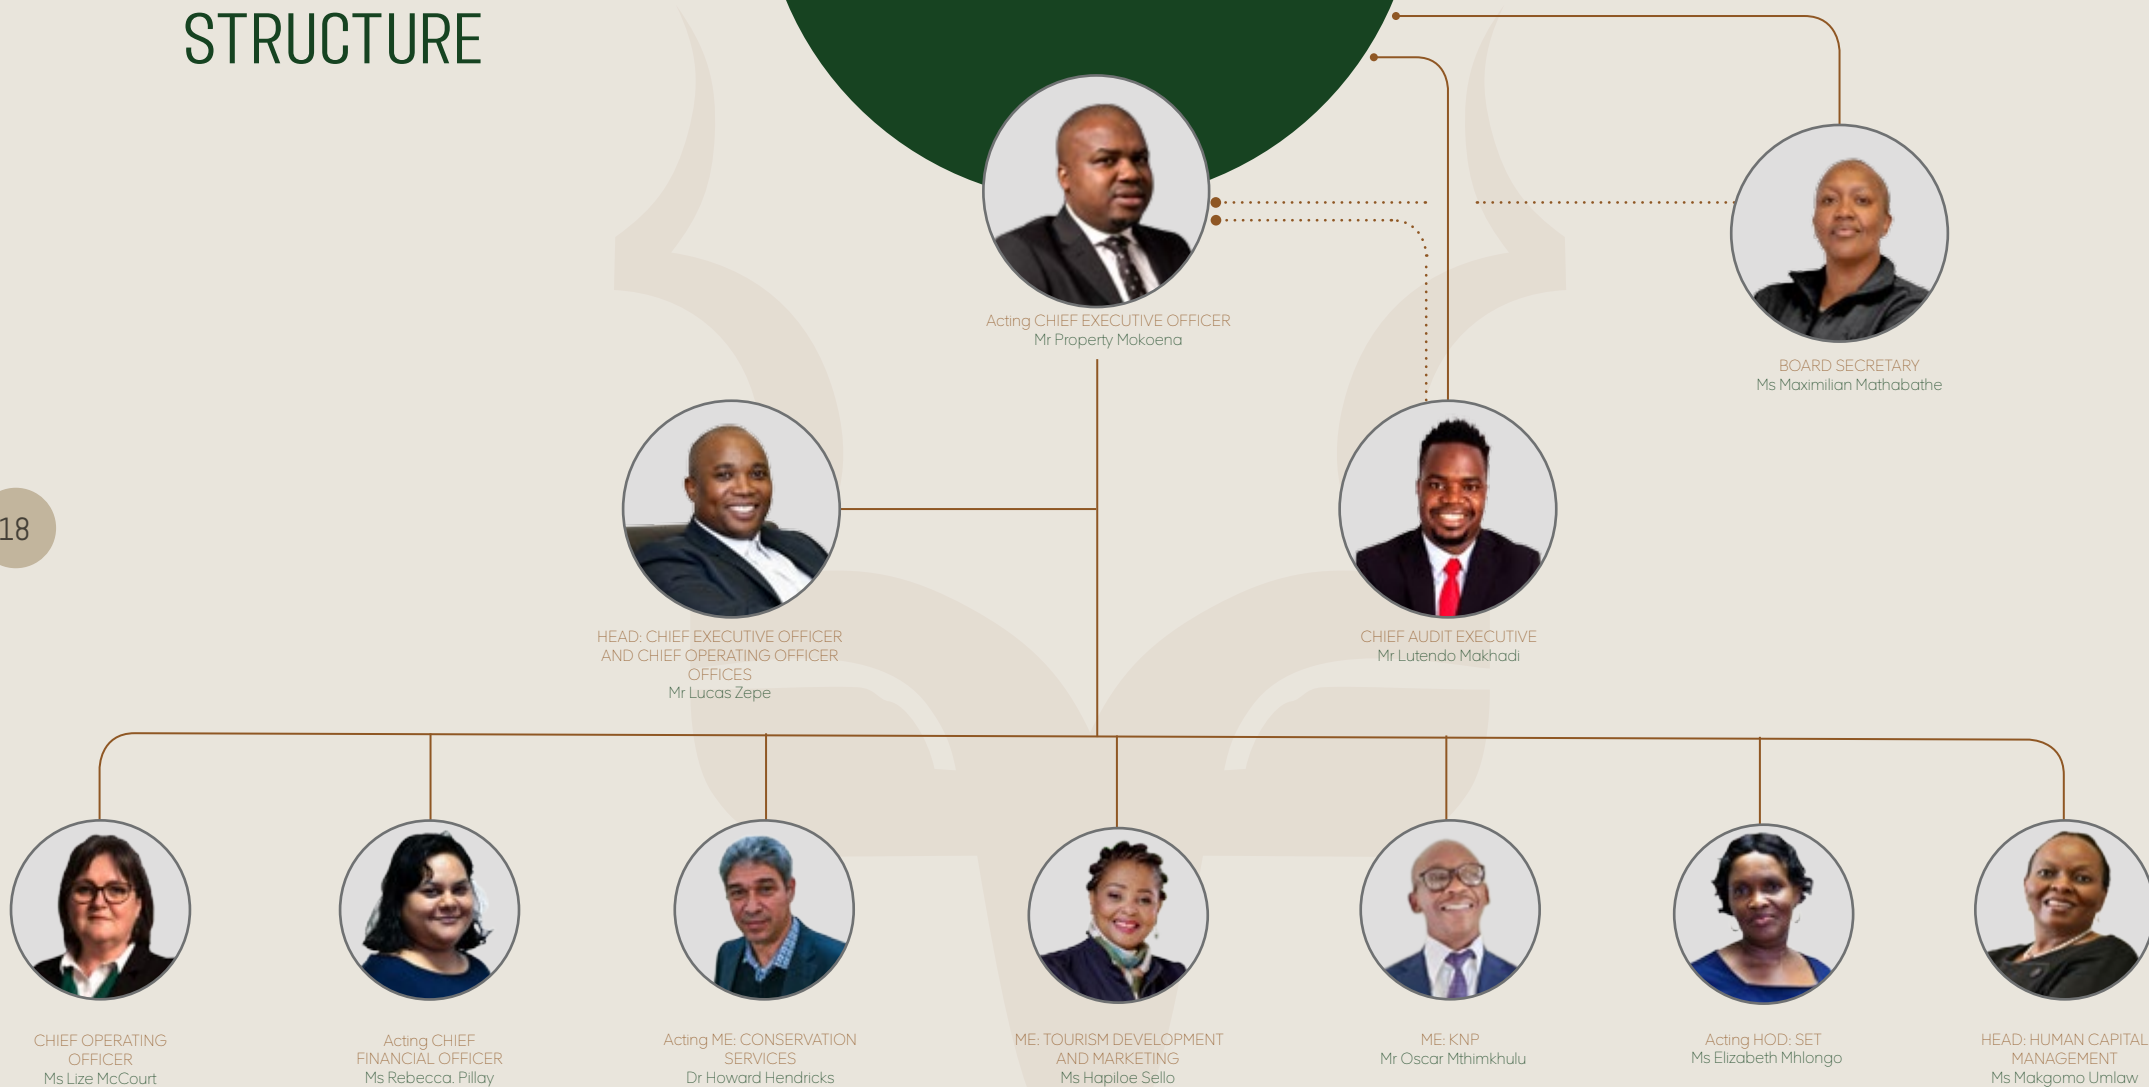 STRUCTURE
Acting CHIEF EXECUTIVE OFFICER
Mr Property Mokoena
BOARD SECRETARY
Ms Maximilian Mathabathe
18
HEAD: CHIEF EXECUTIVE OFFICER
AND CHIEF OPERATING OFFICER
OFFICES
Mr Lucas Zepe
CHIEF AUDIT EXECUTIVE
Mr Lutendo Makhadi
CHIEF OPERATING
OFFICER
Ms Lize McCourt
Acting CHIEF
FINANCIAL OFFICER
Ms Rebecca. Pillay
Acting ME: CONSERVATION
SERVICES
Dr Howard Hendricks
ME: TOURISM DEVELOPMENT
AND MARKETING
Ms Hapiloe Sello
ME: KNP
Mr Oscar Mthimkhulu
Acting HOD: SET
Ms Elizabeth Mhlongo
HEAD: HUMAN CAPITAL
MANAGEMENT
Ms Makgomo Umlaw